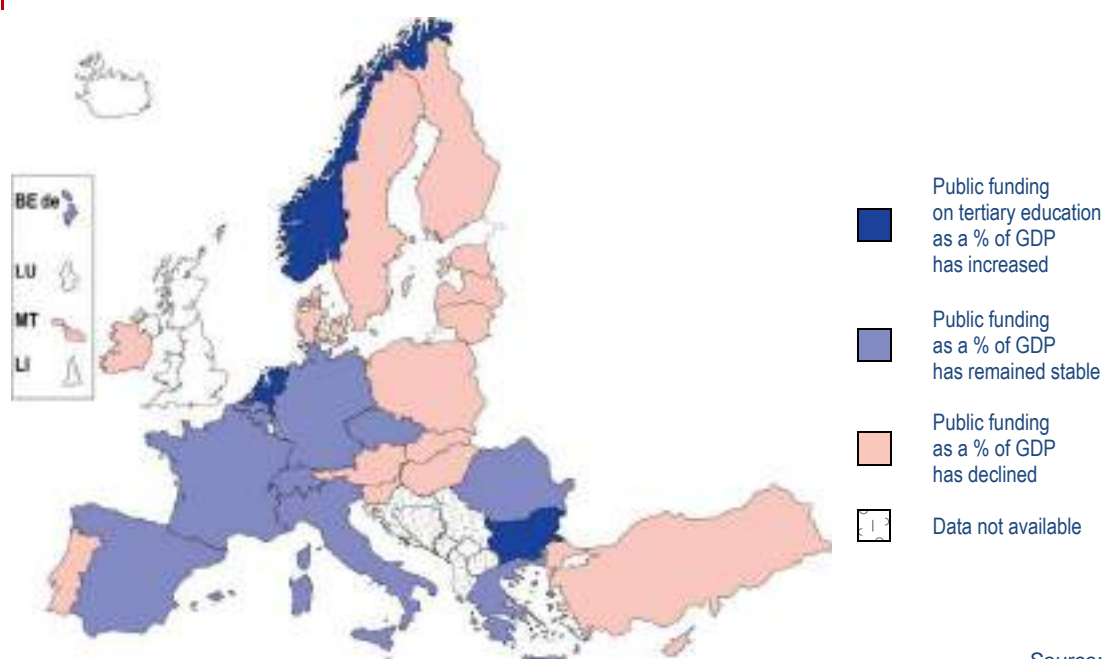 BE de
LU
MT
LI
Public funding
on tertiary education
as a % of GDP
has increased
Public funding
as a % of GDP
has remained stable
Public funding
as a % of GDP
has declined
Data not available
Source: